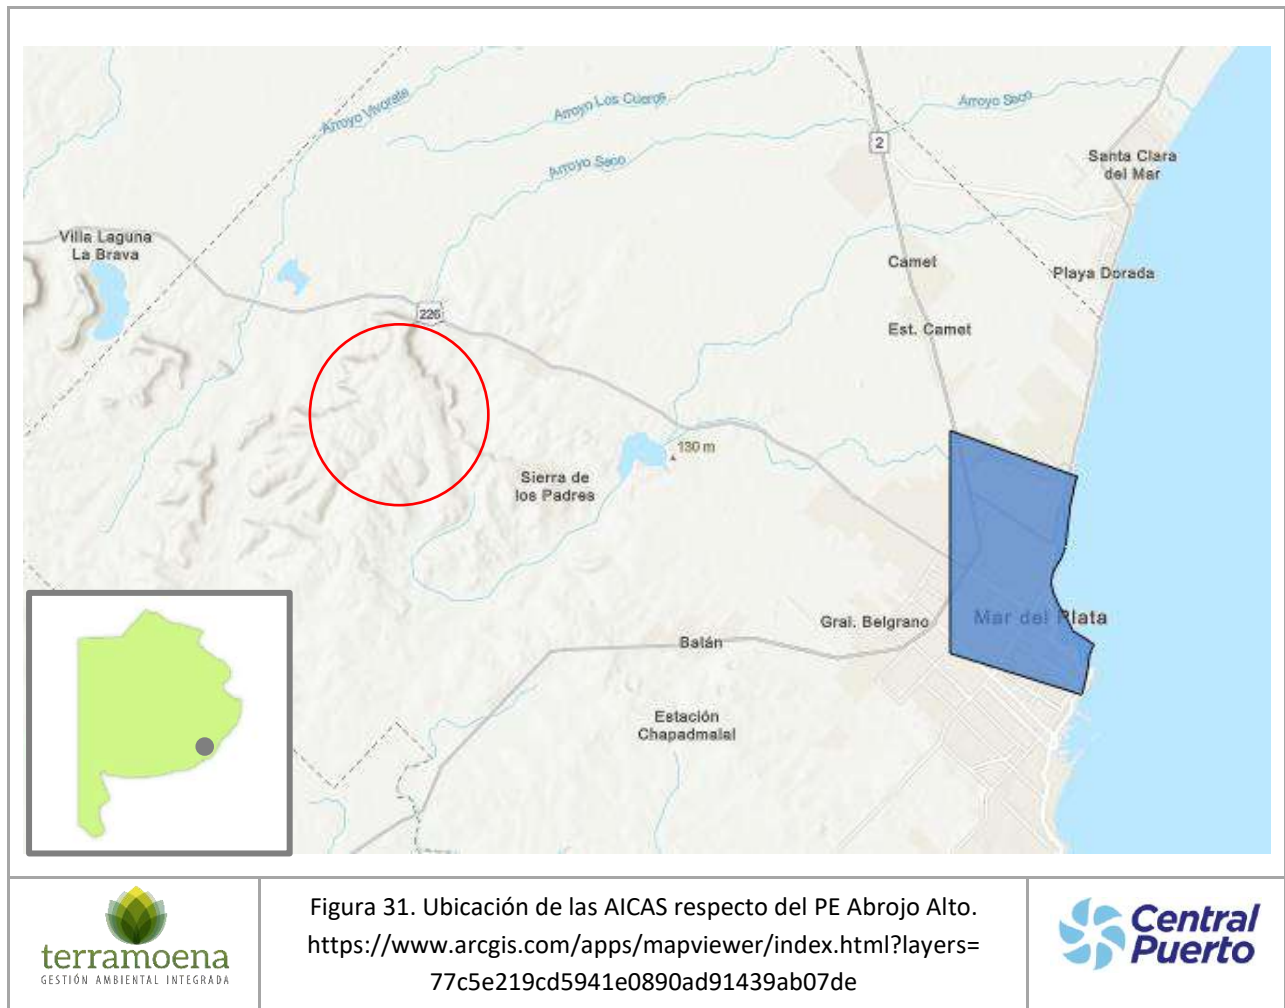 Arroyo Vivorata
Arroyo Los Cueros
Arroyo Seco
Arroyo Seco
2
Santa Clara
del Mar
Villa Laguna
La Brava
Camet
Playa Dorada
226
Est. Camet
130 m
Sierra de
los Padres
Gral. Belgrano
Mar del Plata
Batán
Estación
Chapadmalal
terramoena
GESTIÓN AMBIENTAL INTEGRADA
Figura 31. Ubicación de las AICAS respecto del PE Abrojo Alto.
https://www.arcgis.com/apps/mapviewer/index.html?layers=
77c5e219cd5941e0890ad91439ab07de
Central
Puerto